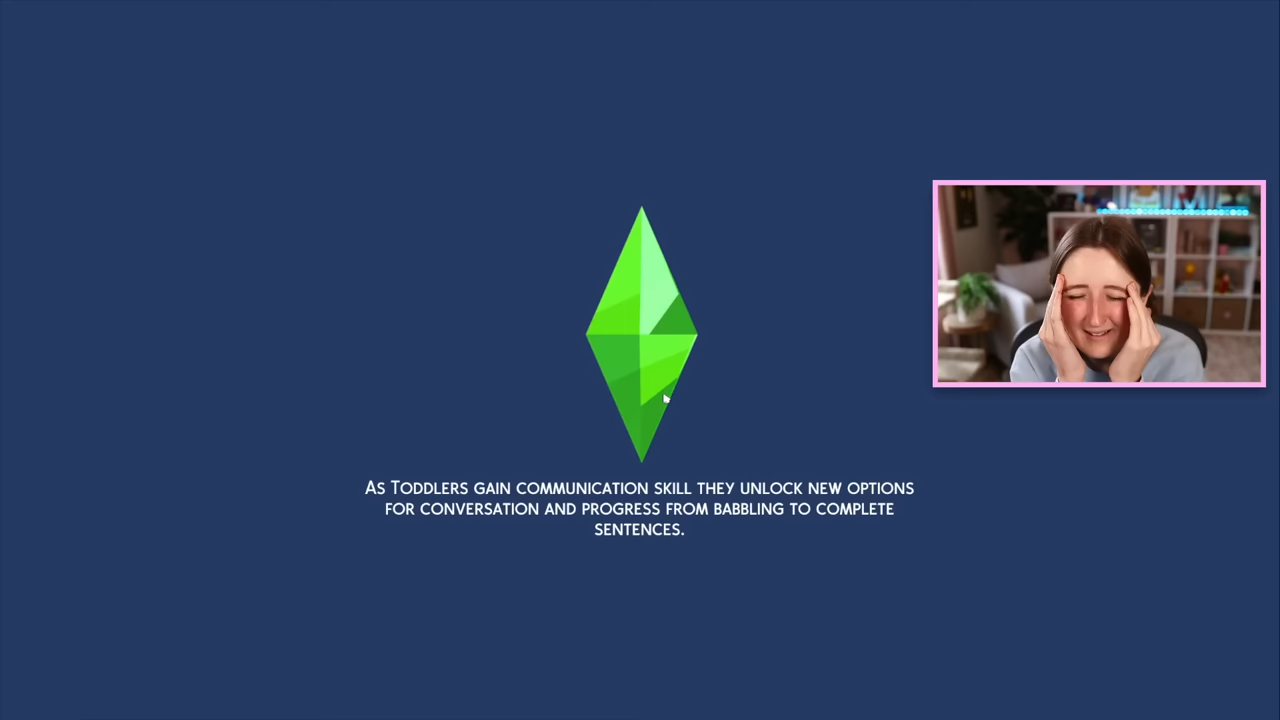 As Toddlers gain communication skill they unlock new options
for conversation and progress from babbling to complete
sentences.